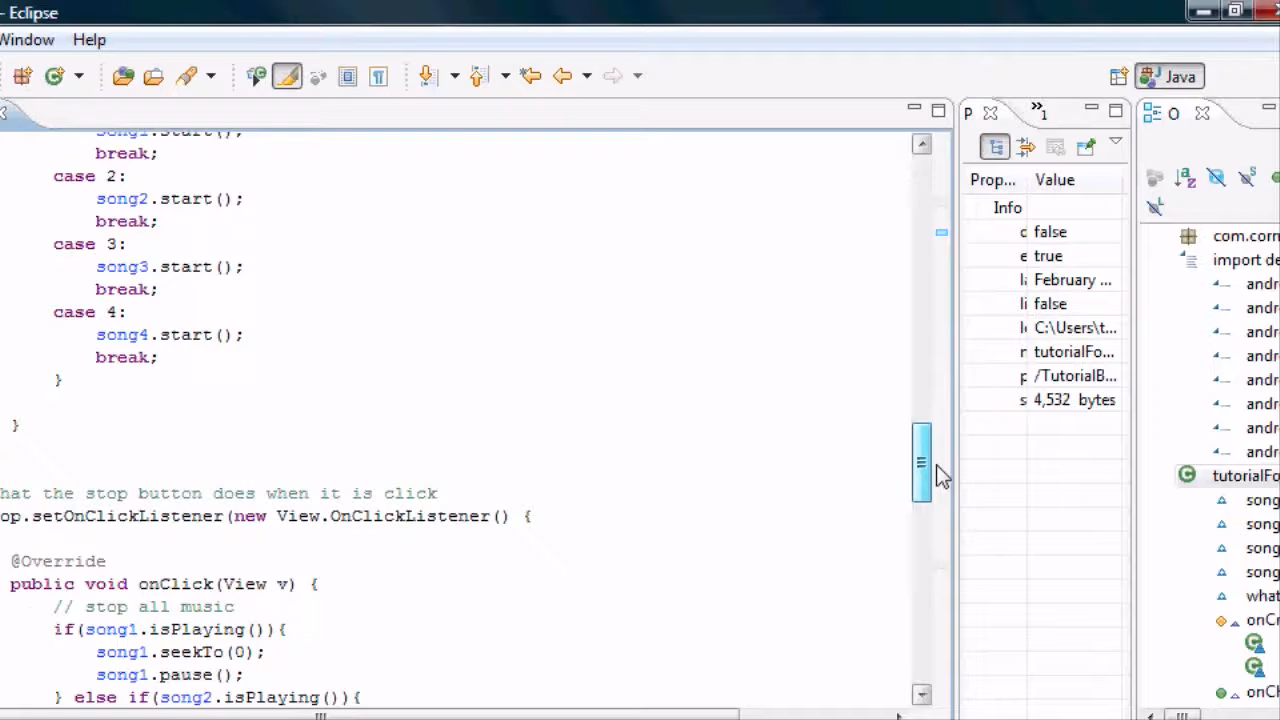 - Eclipse
Window Help
Java
song1.start();
break;
case 2:
song2.start();
break;
case 3:
song3.start();
break;
case 4:
song4.start();
break;
}
}
hat the stop button does when it is click
op.setOnClickListener(new View.OnClickListener() {
@Override
public void onClick(View v) {
// stop all music
if(song1.isPlaying()){
song1.seekTo(0);
song1.pause();
} else if(song2.isPlaying()){
P
»1
Prop... Value
Info
false
e true
February ...
li false
C:\Users\t...
tutorialFo...
p /TutorialB...
s 4,532 bytes
O
com.corn
import de
andr
andr
andr
andr
andr
andr
andr
andr
tutorialFo
song
song
song
song
what
onCr
onCl